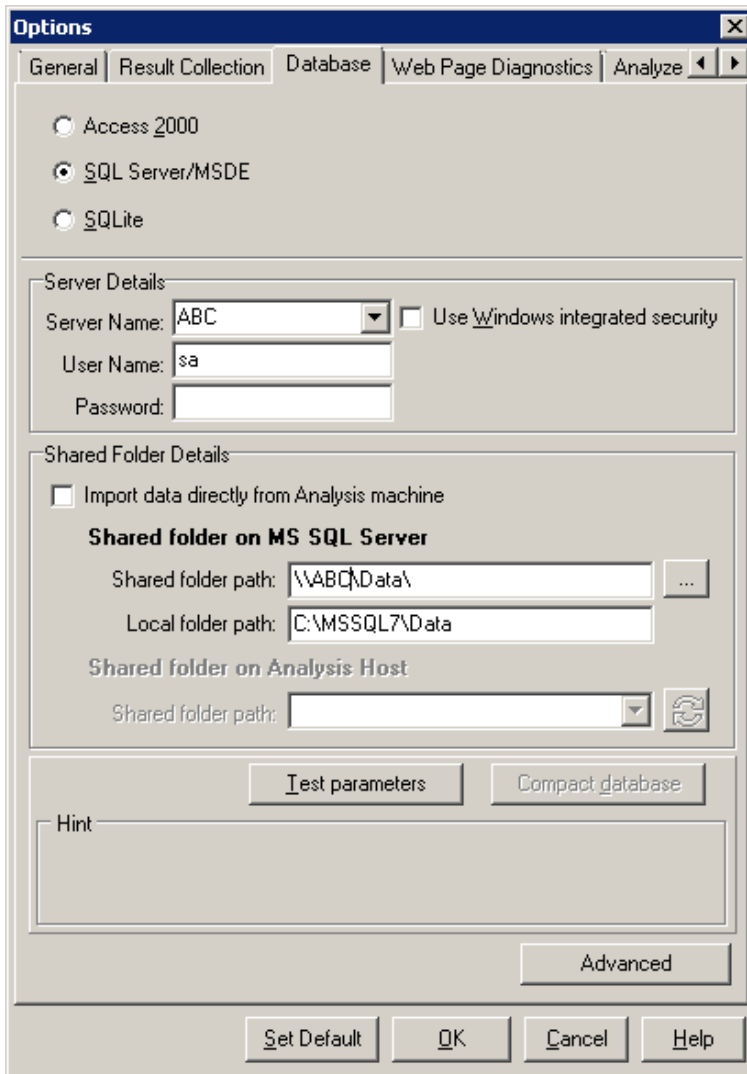 Options
General Result Collection Database Web Page Diagnostics Analyze
Access 2000
SQL Server/MSDE
SQLite
Server Details
Server Name: ABC Use Windows integrated security
User Name: sa
Password:
Shared Folder Details
Import data directly from Analysis machine
Shared folder on MS SQL Server
Shared folder path: \\ABC\Data\ ...
Local folder path: C:\MSSQL7\Data
Shared folder on Analysis Host
Shared folder path:
Test parameters Compact database
Hint
Advanced
Set Default OK Cancel Help